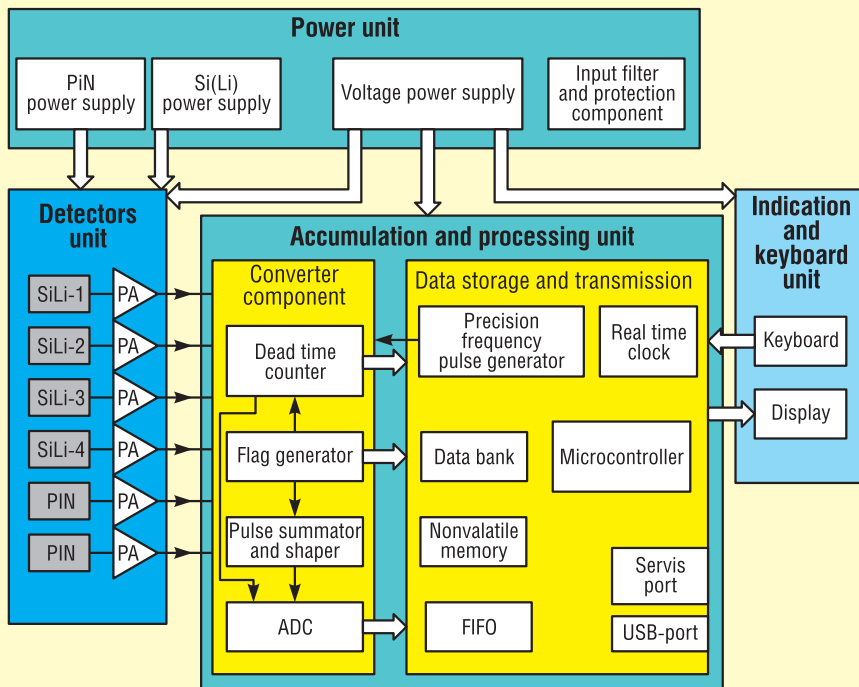 Power unit
PiN
power supply
Si(Li)
power supply
Voltage power supply
Input filter
and protection
component
Detectors
unit
SiLi-1
PA
SiLi-2
PA
SiLi-3
PA
SiLi-4
PA
PIN
PA
PIN
PA
Accumulation and processing unit
Converter
component
Dead time
counter
Flag generator
Pulse summator
and shaper
ADC
Data storage and transmission
Precision
frequency
pulse generator
Real time
clock
Data bank
Microcontroller
Nonvalatile
memory
Servis
port
FIFO
USB-port
Indication
and
keyboard
unit
Keyboard
Display